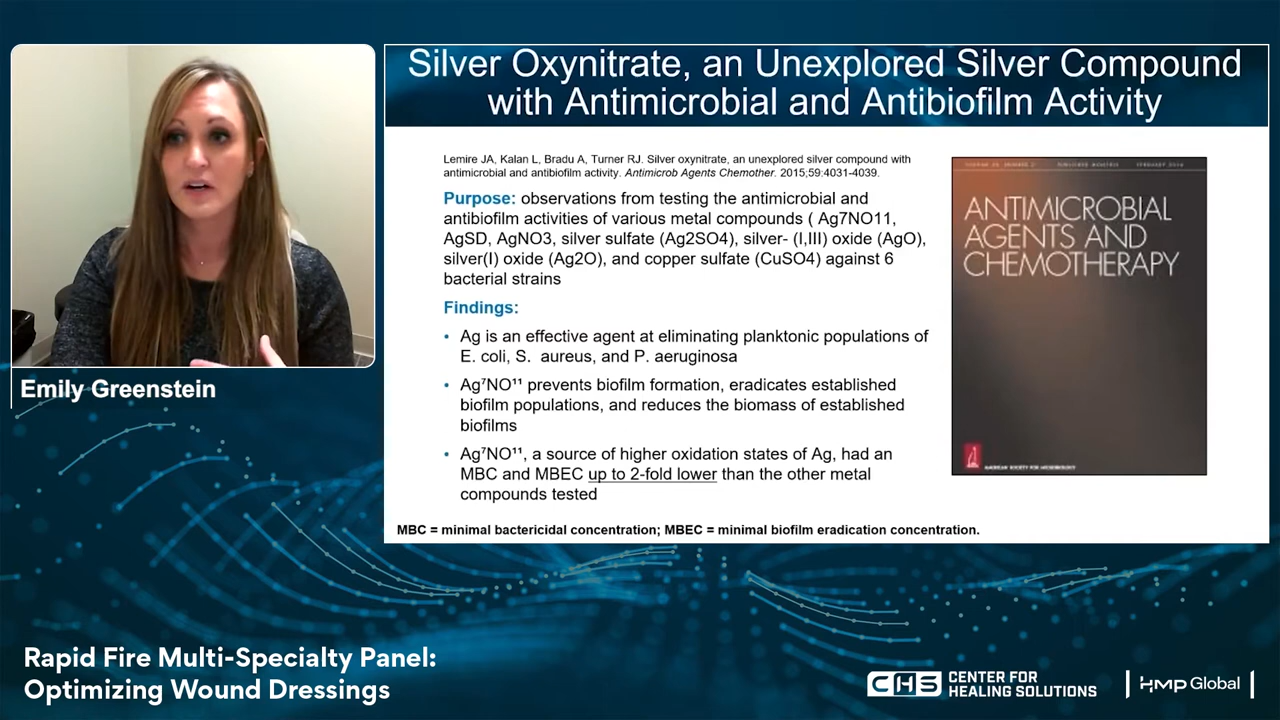 Silver Oxynitrate, an Unexplored Silver Compound
with Antimicrobial and Antibiofilm Activity
Lemire JA, Kalan L, Bradu A, Turner RJ. Silver oxynitrate, an unexplored silver compound with
antimicrobial and antibiofilm activity. Antimicrob Agents Chemother. 2015;59:4031-4039.
Purpose: observations from testing the antimicrobial and
antibiofilm activities of various metal compounds ( Ag7NO11,
AgSD, AgNO3, silver sulfate (Ag2SO4), silver- (I,III) oxide (AgO),
silver(I) oxide (Ag2O), and copper sulfate (CuSO4) against 6
bacterial strains
Findings:
• Ag is an effective agent at eliminating planktonic populations of
E. coli, S. aureus, and P. aeruginosa
• Ag⁷NO¹¹ prevents biofilm formation, eradicates established
biofilm populations, and reduces the biomass of established
biofilms
• Ag⁷NO¹¹, a source of higher oxidation states of Ag, had an
MBC and MBEC up to 2-fold lower than the other metal
compounds tested
MBC = minimal bactericidal concentration; MBEC = minimal biofilm eradication concentration.
ANTIMICROBIAL
AGENTS AND
CHEMOTHERAPY
AMERICAN SOCIETY FOR MICROBIOLOGY
Emily Greenstein
Rapid Fire Multi-Specialty Panel:
Optimizing Wound Dressings
CHS CENTER FOR
HEALING SOLUTIONS
HMP Global